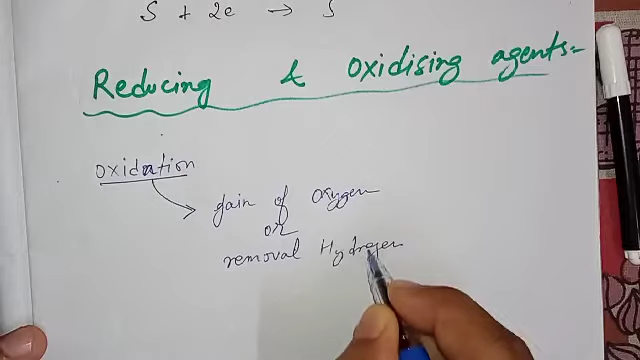 S + 2e → S
Reducing & oxidising agents:-
oxidation
gain of oxygen
or
removal Hydrogen